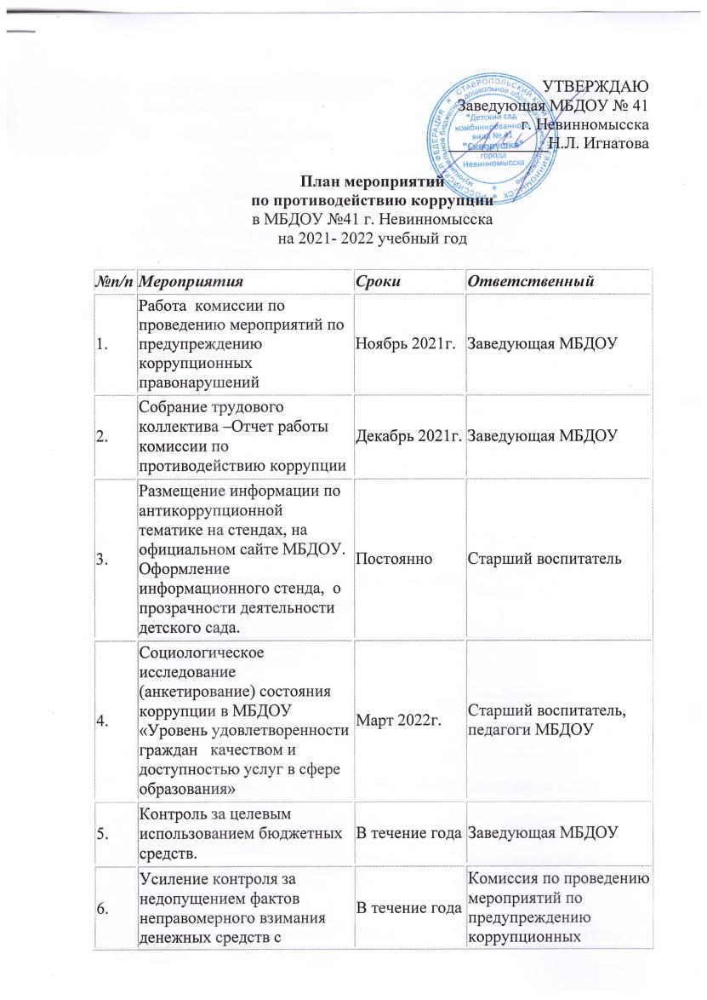 УТВЕРЖДАЮ
Заведующая МБДОУ № 41
г. Невинномысска
Н.Л. Игнатова
РОССИЙСКАЯ ФЕДЕРАЦИЯ * СТАВРОПОЛЬСКИЙ КРАЙ
"Детский сад
комбинированного
вида № 41
"Скворушка"
города
Невинномысска
План мероприятий
по противодействию коррупции
в МБДОУ №41 г. Невинномысска
на 2021- 2022 учебный год
№п/п Мероприятия Сроки Ответственный
Работа комиссии по
проведению мероприятий по
1. предупреждению Ноябрь 2021г. Заведующая МБДОУ
коррупционных
правонарушений
Собрание трудового
коллектива –Отчет работы
2. комиссии по Декабрь 2021г. Заведующая МБДОУ
противодействию коррупции
Размещение информации по
антикоррупционной
тематике на стендах, на
официальном сайте МБДОУ.
3. Оформление Постоянно Старший воспитатель
информационного стенда, о
прозрачности деятельности
детского сада.
Социологическое
исследование
(анкетирование) состояния
коррупции в МБДОУ Старший воспитатель,
4. «Уровень удовлетворенности Март 2022г. педагоги МБДОУ
граждан качеством и
доступностью услуг в сфере
образования»
Контроль за целевым
5. использованием бюджетных В течение года Заведующая МБДОУ
средств.
Усиление контроля за Комиссия по проведению
недопущением фактов мероприятий по
6. неправомерного взимания В течение года предупреждению
денежных средств с коррупционных